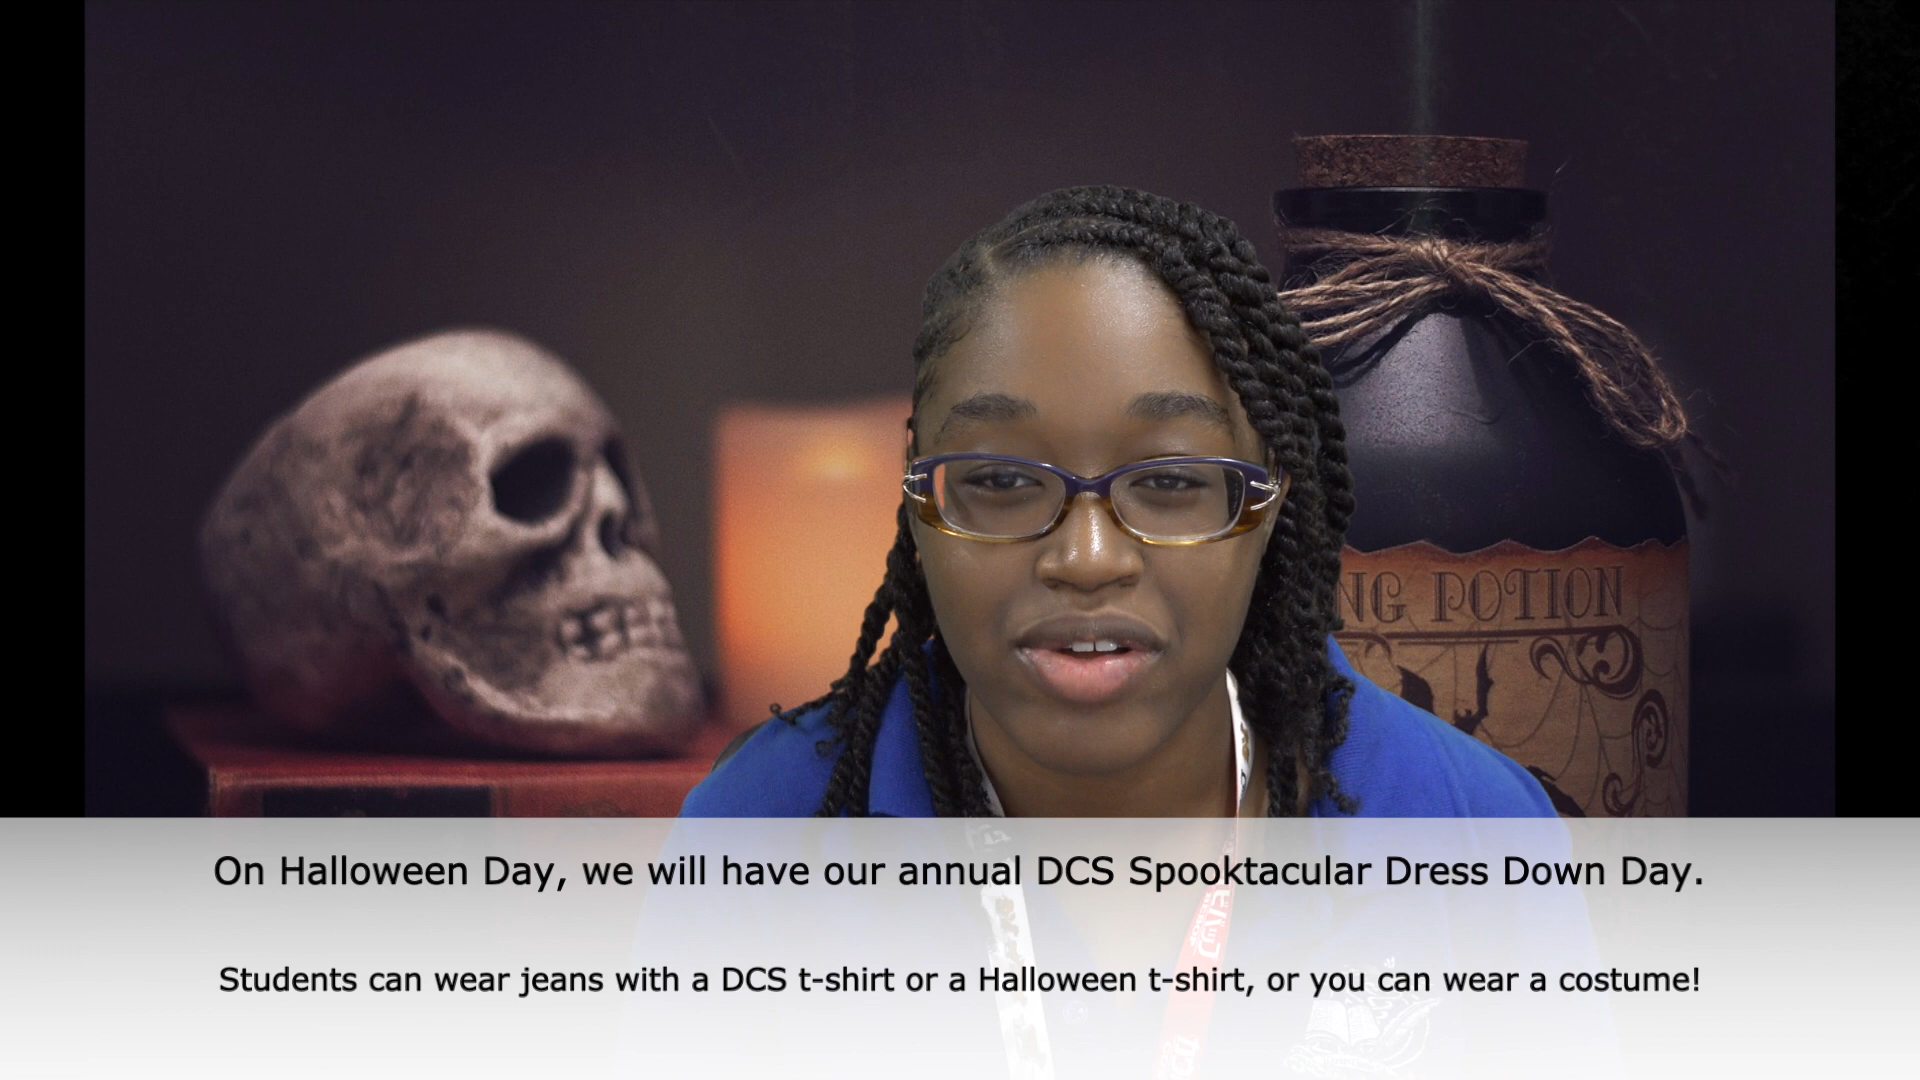 NG POTION
On Halloween Day, we will have our annual DCS Spooktacular Dress Down Day.
Students can wear jeans with a DCS t-shirt or a Halloween t-shirt, or you can wear a costume!